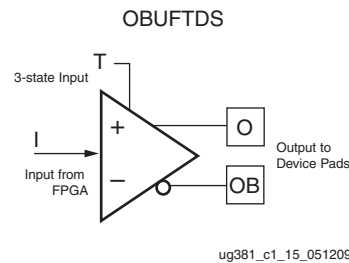 OBUFTDS
T
3-state Input
+
O
I
Output to
Device Pads
Input from
FPGA
–
OB
ug381_c1_15_051209